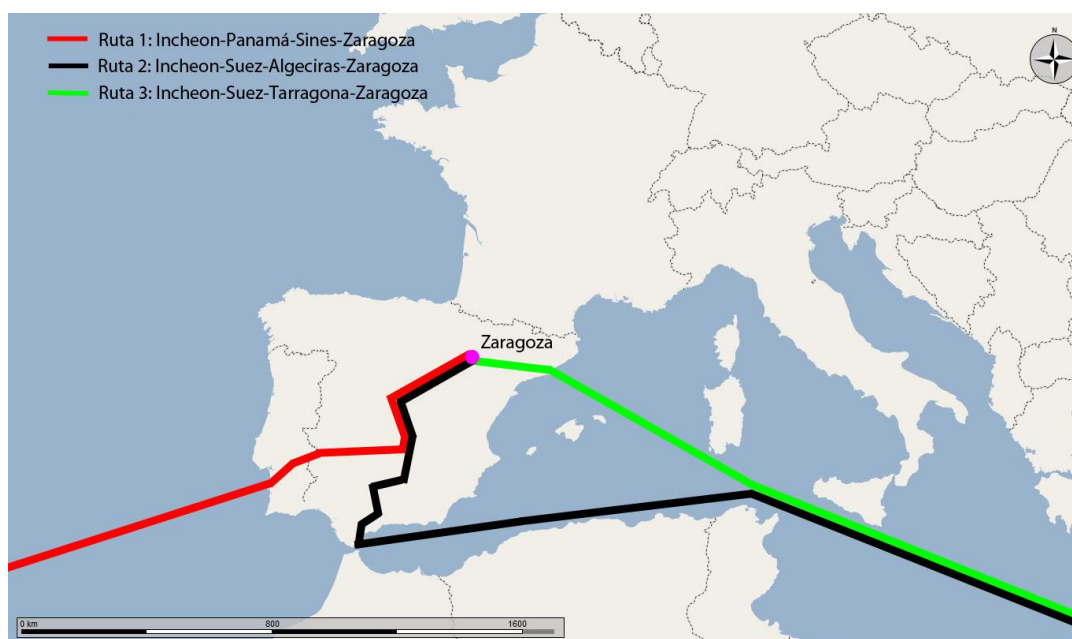 Ruta 1: Incheon-Panamá-Sines-Zaragoza
Ruta 2: Incheon-Suez-Algeciras-Zaragoza
Ruta 3: Incheon-Suez-Tarragona-Zaragoza
N
Zaragoza
0 km 800 1600